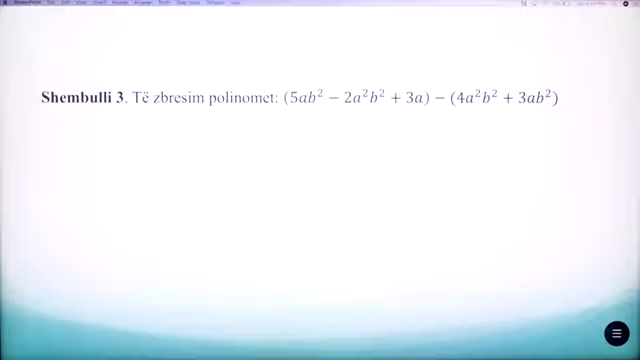 Shembulli 3. Të zbresim polinomet: (5ab² − 2a²b² + 3a) − (4a²b² + 3ab²)